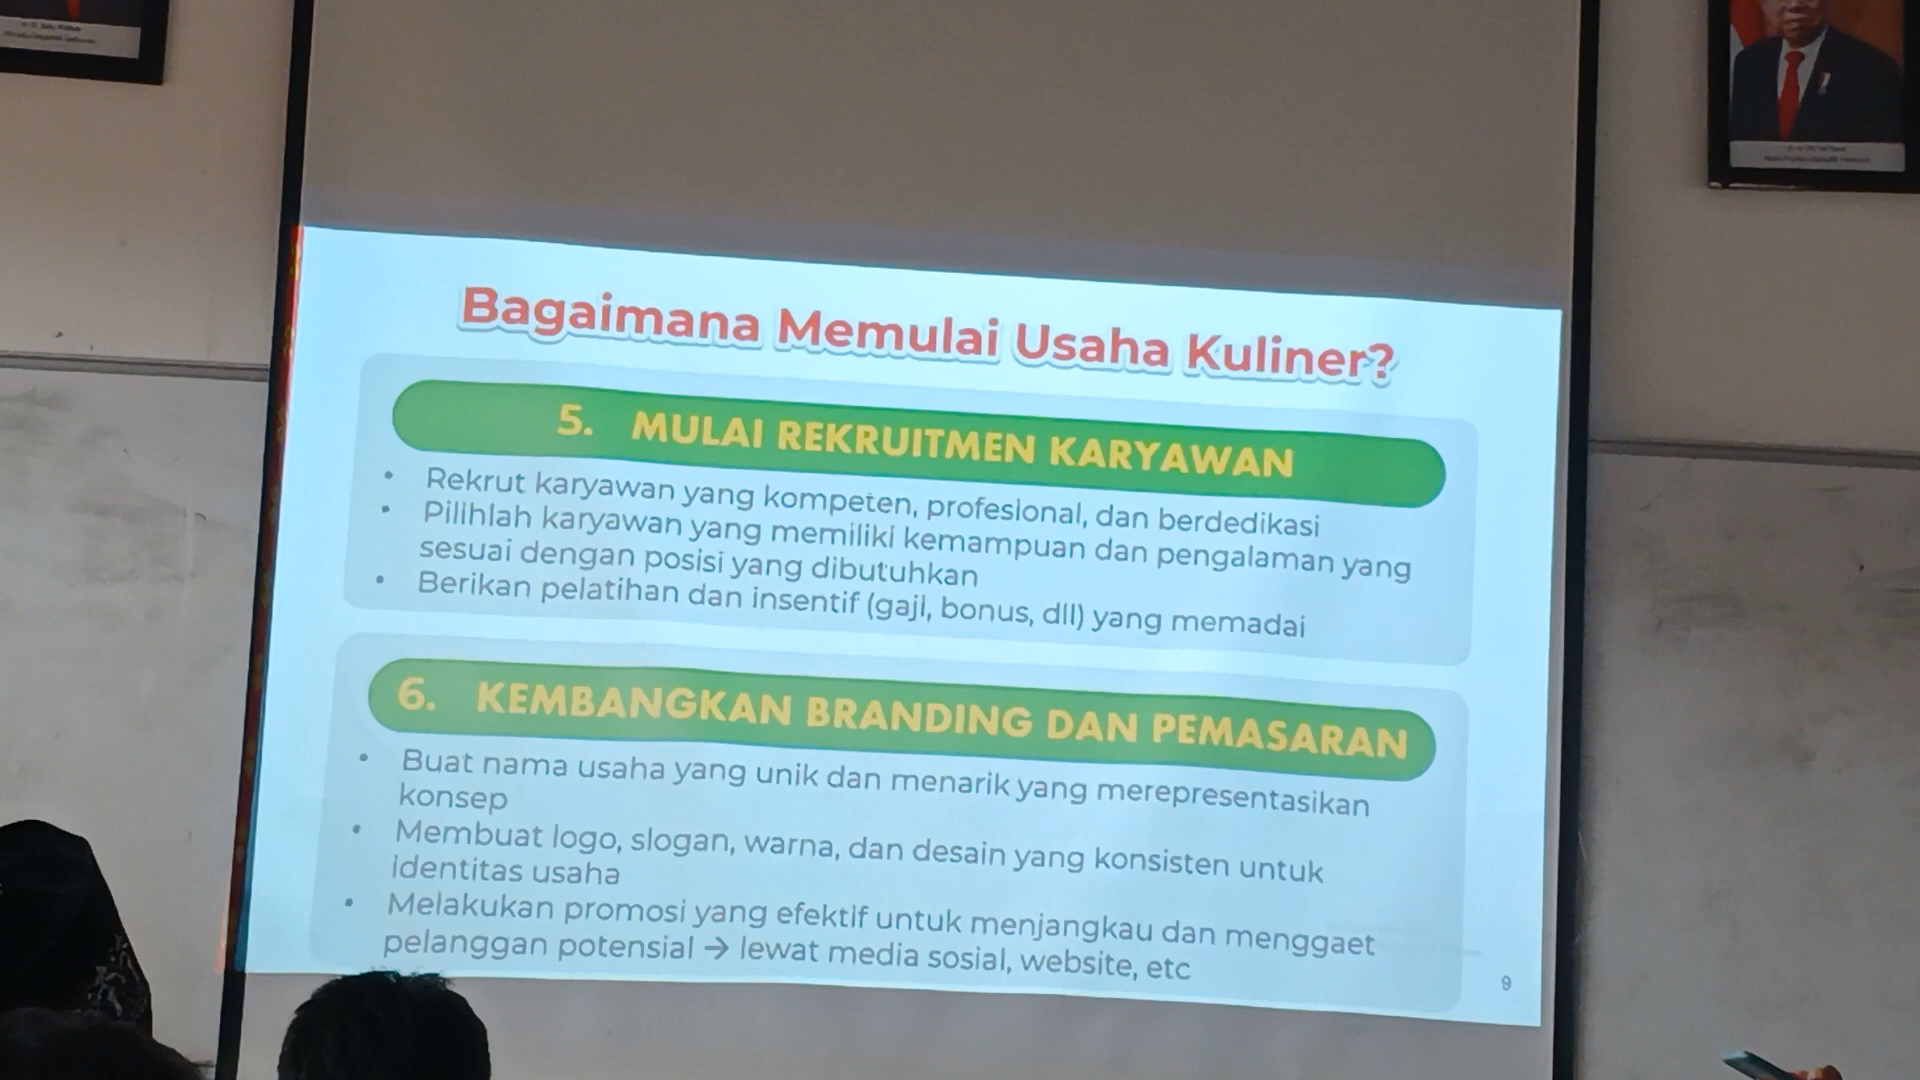 Bagaimana Memulai Usaha Kuliner?
5. MULAI REKRUITMEN KARYAWAN
• Rekrut karyawan yang kompeten, profesional, dan berdedikasi
• Pilihlah karyawan yang memiliki kemampuan dan pengalaman yang
sesuai dengan posisi yang dibutuhkan
• Berikan pelatihan dan insentif (gaji, bonus, dll) yang memadai
6. KEMBANGKAN BRANDING DAN PEMASARAN
• Buat nama usaha yang unik dan menarik yang merepresentasikan
konsep
• Membuat logo, slogan, warna, dan desain yang konsisten untuk
identitas usaha
• Melakukan promosi yang efektif untuk menjangkau dan menggaet
pelanggan potensial → lewat media sosial, website, etc
9